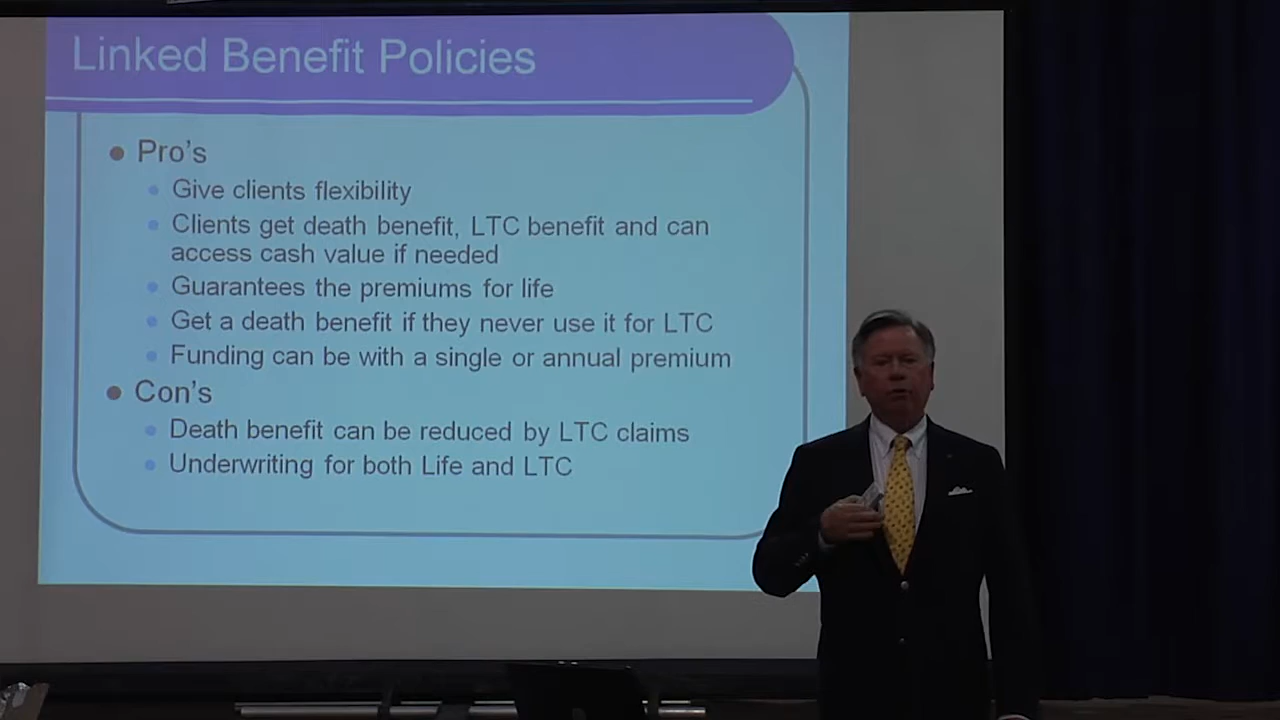 Linked Benefit Policies
Pro's
Give clients flexibility
Clients get death benefit, LTC benefit and can
access cash value if needed
Guarantees the premiums for life
Get a death benefit if they never use it for LTC
Funding can be with a single or annual premium
Con's
Death benefit can be reduced by LTC claims
Underwriting for both Life and LTC